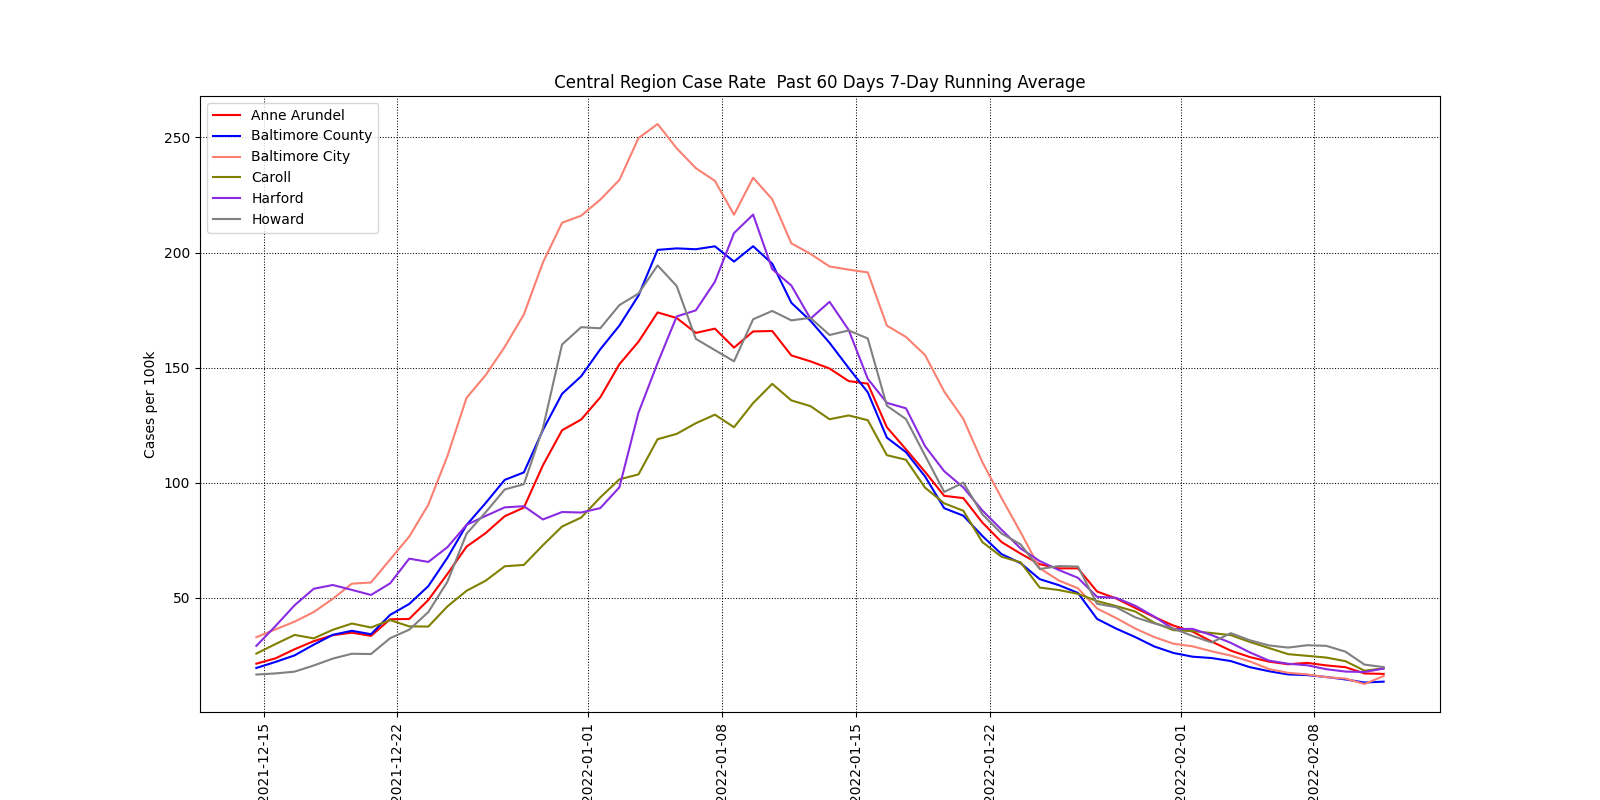 Central Region Case Rate  Past 60 Days 7-Day Running Average
Anne Arundel
Baltimore County
Baltimore City
Caroll
Harford
Howard
Cases per 100k
250
200
150
100
50
2021-12-15
2021-12-22
2022-01-01
2022-01-08
2022-01-15
2022-01-22
2022-02-01
2022-02-08